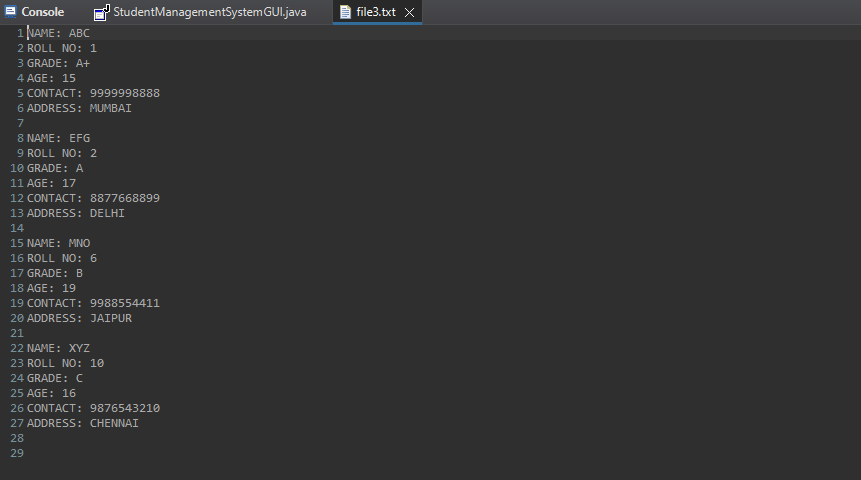 Console StudentManagementSystemGUI.java file3.txt
1 NAME: ABC
2 ROLL NO: 1
3 GRADE: A+
4 AGE: 15
5 CONTACT: 9999998888
6 ADDRESS: MUMBAI
7
8 NAME: EFG
9 ROLL NO: 2
10 GRADE: A
11 AGE: 17
12 CONTACT: 8877668899
13 ADDRESS: DELHI
14
15 NAME: MNO
16 ROLL NO: 6
17 GRADE: B
18 AGE: 19
19 CONTACT: 9988554411
20 ADDRESS: JAIPUR
21
22 NAME: XYZ
23 ROLL NO: 10
24 GRADE: C
25 AGE: 16
26 CONTACT: 9876543210
27 ADDRESS: CHENNAI
28
29